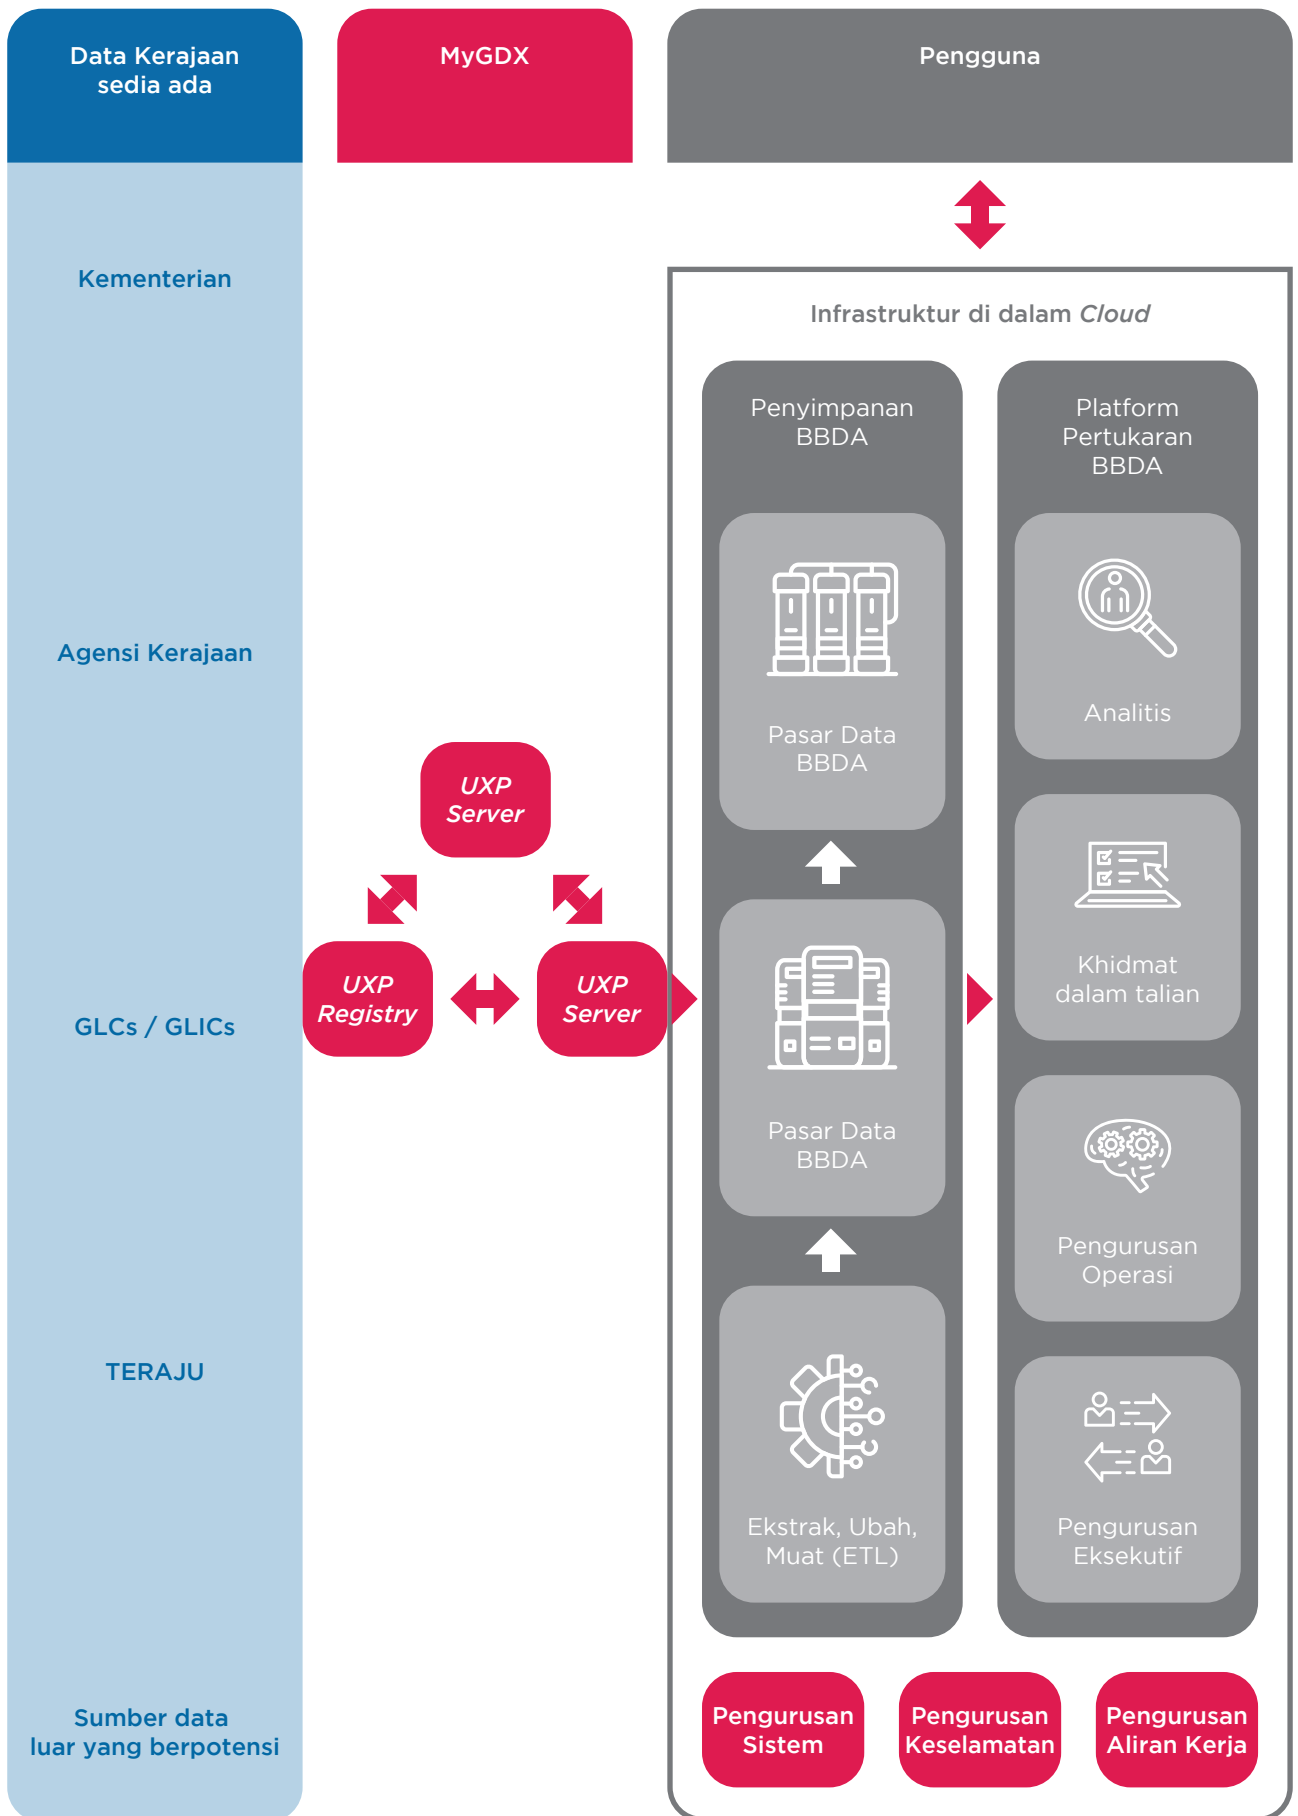 Data Kerajaan
sedia ada
MyGDX
Pengguna
Kementerian
Agensi Kerajaan
GLCs / GLICs
TERAJU
Sumber data
luar yang berpotensi
UXP
Server
UXP
Registry
UXP
Server
Infrastruktur di dalam Cloud
Penyimpanan
BBDA
Pasar Data
BBDA
Pasar Data
BBDA
Ekstrak, Ubah,
Muat (ETL)
Platform
Pertukaran
BBDA
Analitis
Khidmat
dalam talian
Pengurusan
Operasi
Pengurusan
Eksekutif
Pengurusan
Sistem
Pengurusan
Keselamatan
Pengurusan
Aliran Kerja